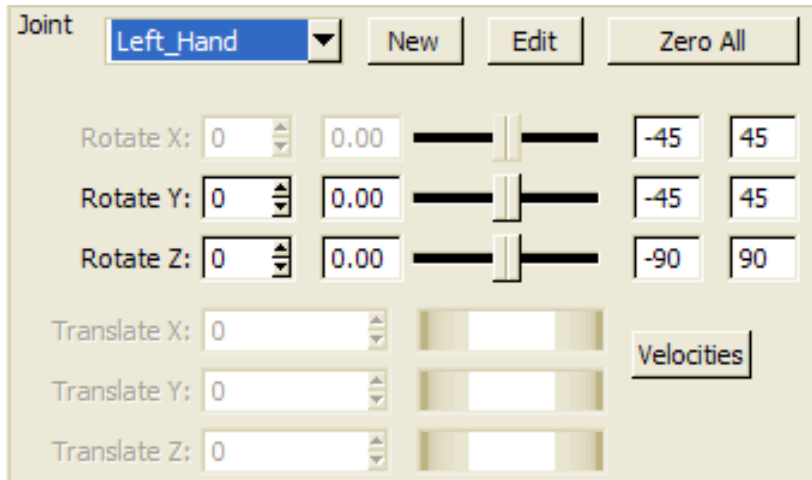 Joint Left_Hand New Edit Zero All
Rotate X: 0 0.00 -45 45
Rotate Y: 0 0.00 -45 45
Rotate Z: 0 0.00 -90 90
Translate X: 0
Velocities
Translate Y: 0
Translate Z: 0